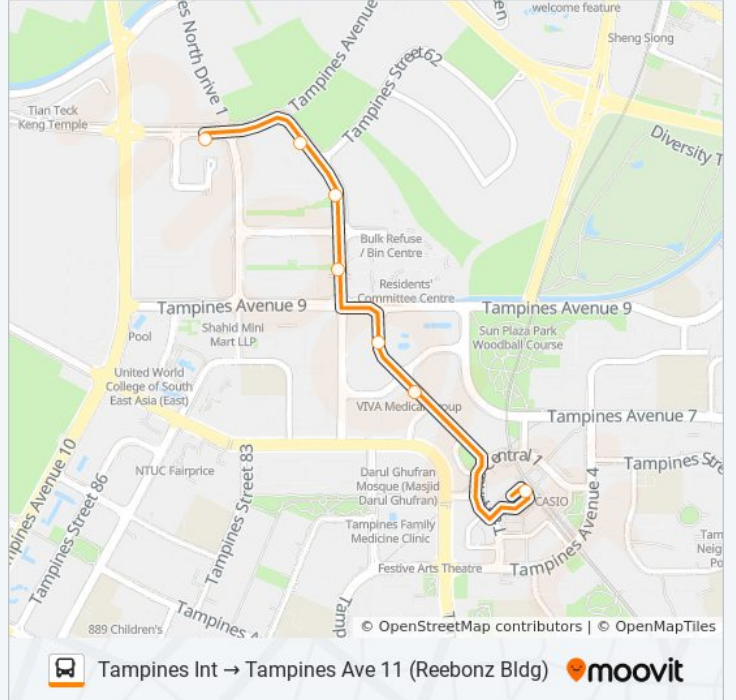 welcome feature
Sheng Siong
Tampines Avenue
Tampines Street 62
es North Drive 1
Tian Teck
Keng Temple
Diversity T
Bulk Refuse
/ Bin Centre
Residents'
Committee Centre
Tampines Avenue 9
Tampines Avenue 9
Shahid Mini
Mart LLP
Pool
Sun Plaza Park
Woodball Course
United World
College of South
East Asia (East)
VIVA Medical Group
Tampines Avenue 7
Central 1
Tampines Stre
Tampines Avenue 10
NTUC Fairprice
Tampines Street 83
Tampines Street 86
Darul Ghufran
Mosque (Masjid
Darul Ghufran)
CASIO
Tampines Avenue 4
Tampines Family
Medicine Clinic
Festive Arts Theatre
Tam
Neig
Po
Tampines
Tamp
889 Children's
© OpenStreetMap contributors | © OpenMapTiles
Tampines Int → Tampines Ave 11 (Reebonz Bldg)
moovit